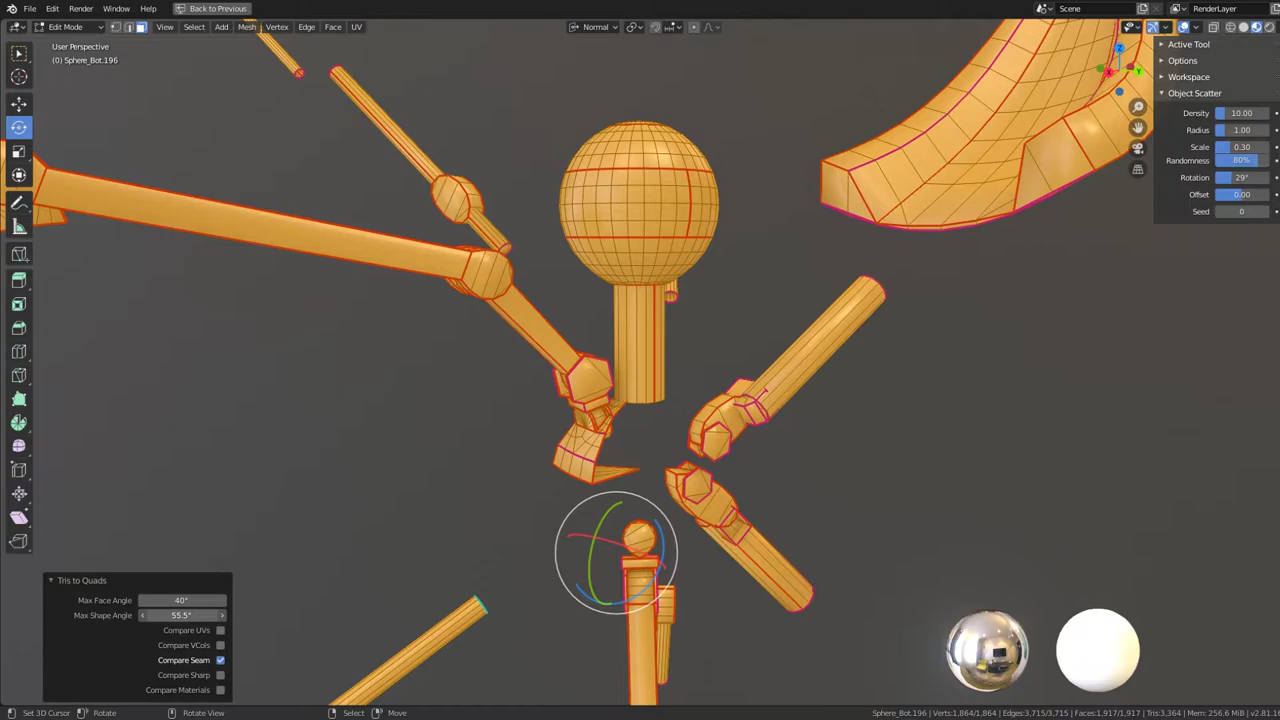 File Edit Render Window Help Back to Previous Scene RenderLayer
Edit Mode View Select Add Mesh Vertex Edge Face UV Normal
User Perspective
(0) Sphere_Bot.196
Active Tool
Options
Workspace
Object Scatter
Density 10.00
Radius 1.00
Scale 0.30
Randomness 80%
Rotation 29°
Offset 0.00
Seed 0
Z
X
Y
Tris to Quads
Max Face Angle 40°
Max Shape Angle 55.5°
Compare UVs
Compare VCols
Compare Seam
Compare Sharp
Compare Materials
Set 3D Cursor Rotate Rotate View Select Move Sphere_Bot.196 | Verts:1,864/1,864 | Edges:3,715/3,715 | Faces:1,917/1,917 | Tris:3,364 | Mem: 256.6 MiB | v2.81.1